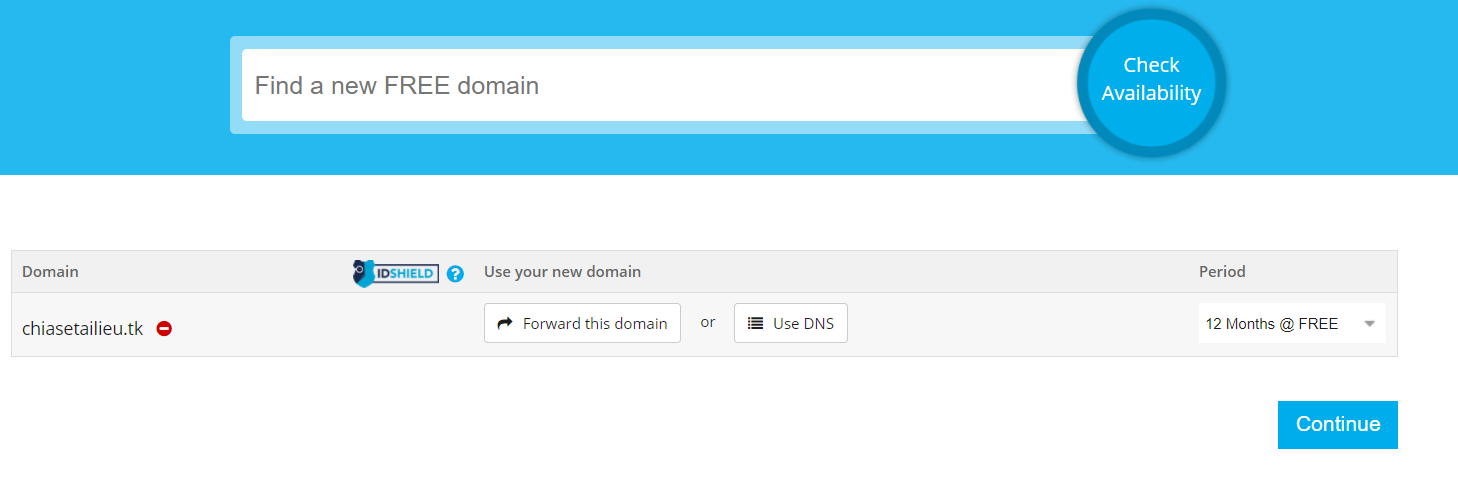 Find a new FREE domain
Check
Availability
Domain
IDSHIELD
?
Use your new domain
Period
chiasetailieu.tk
Forward this domain
or
Use DNS
12 Months @ FREE
Continue